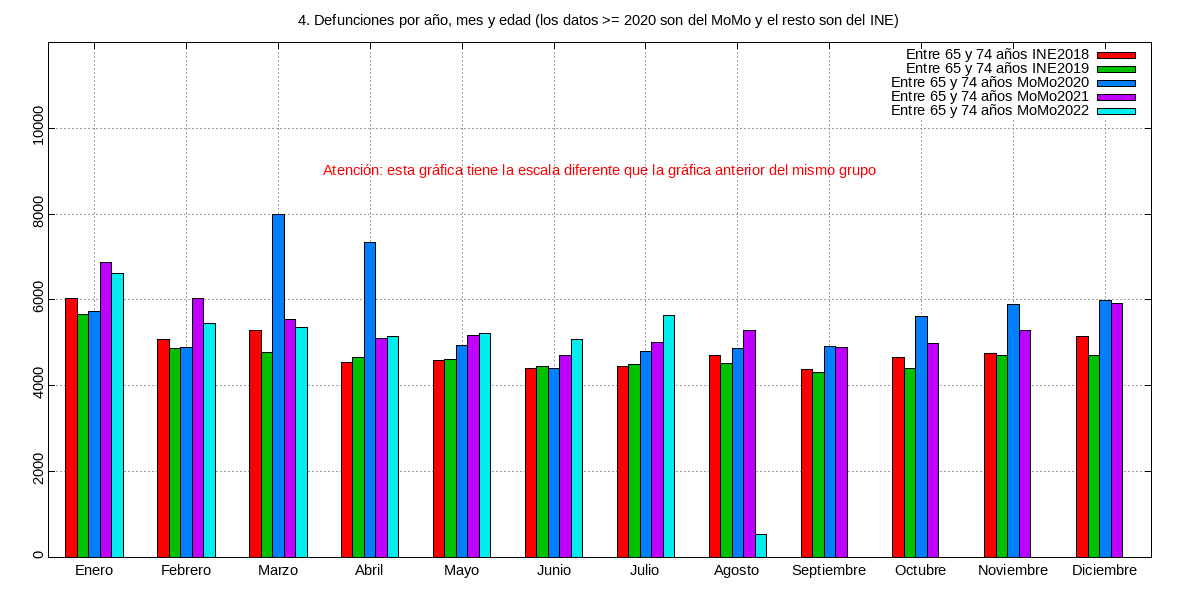 4. Defunciones por año, mes y edad (los datos >= 2020 son del MoMo y el resto son del INE)
Entre 65 y 74 años INE2018
Entre 65 y 74 años INE2019
Entre 65 y 74 años MoMo2020
Entre 65 y 74 años MoMo2021
Entre 65 y 74 años MoMo2022
Atención: esta gráfica tiene la escala diferente que la gráfica anterior del mismo grupo
10000
8000
6000
4000
2000
0
Enero Febrero Marzo Abril Mayo Junio Julio Agosto Septiembre Octubre Noviembre Diciembre